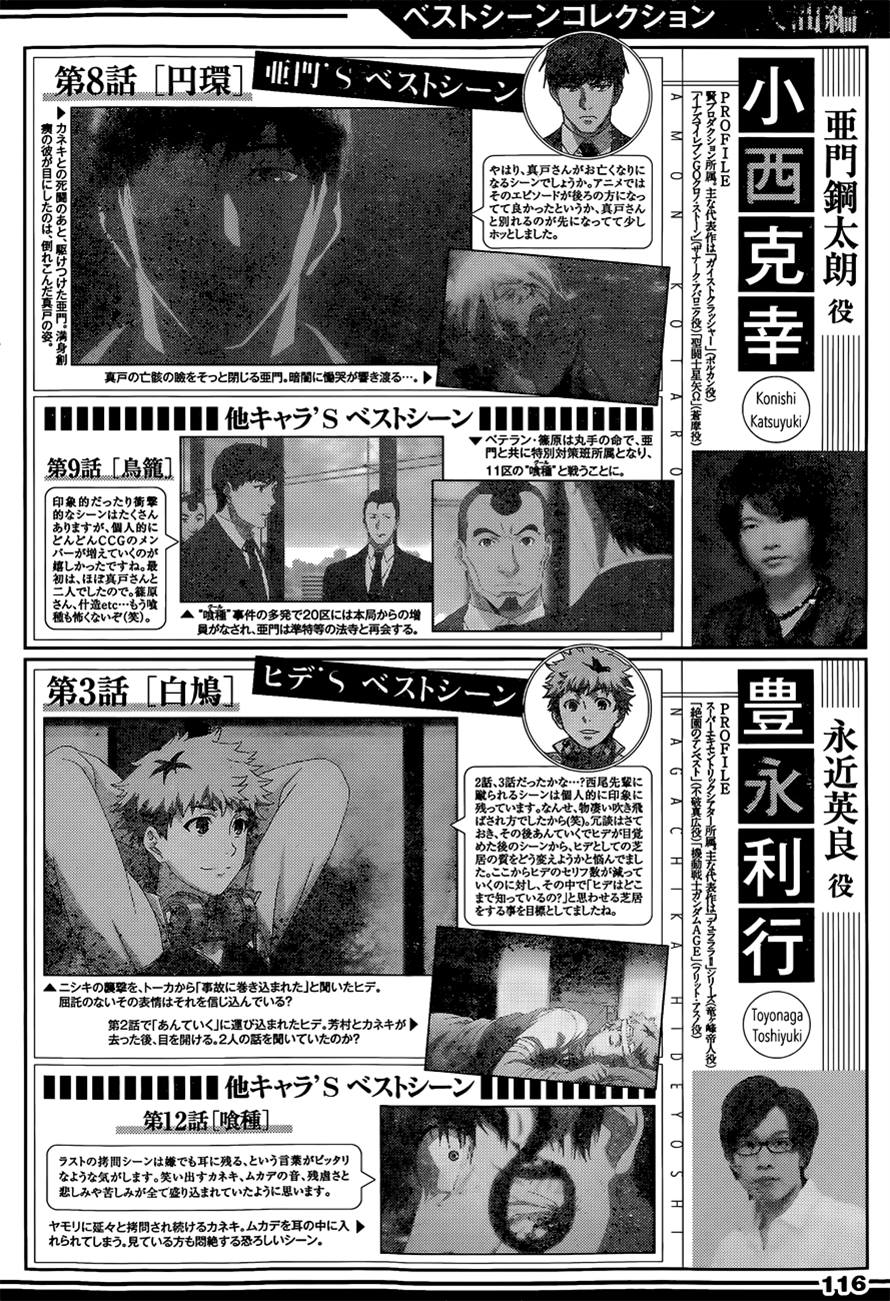 ベストシーンコレクション
亜門鋼太朗 役
小西克幸
Konishi
Katsuyuki
PROFILE
賢プロダクション所属。主な代表作は「ガイストクラッシャー」(ボルカン役)
「イナズマイレブンGOクロノ・ストーン」(ザナーク・アバロニク役)「聖闘士星矢Ω」(蒼摩役)
AMON KOTARO
第8話［円環］
亜門'S ベストシーン
やはり、真戸さんがお亡くなりに
なるシーンでしょうか。アニメでは
そのエピソードが後ろの方になっ
てて良かったというか、真戸さん
と別れるのが先になってて少し
ホッとしました。
▶カネキとの死闘のあと、駆けつけた亜門。満身創
痍の彼が目にしたのは、倒れこんだ真戸の姿。
真戸の亡骸の瞼をそっと閉じる亜門。暗闇に慟哭が響き渡る…。▶
他キャラ'S ベストシーン
第9話［鳥籠］
印象的だったり衝撃
的なシーンはたくさん
ありますが、個人的に
どんどんCCGのメン
バーが増えていくのが
嬉しかったですね。最
初は、ほぼ真戸さんと
二人でしたので。篠原
さん、什造etc…もう喰
種も怖くないぞ(笑)。
▼ベテラン・篠原は丸手の命で、亜
門と共に特別対策班所属となり、
11区の“喰種”と戦うことに。
グール
▲“喰種”事件の多発で20区には本局からの増
グール
員がなされ、亜門は準特等の法寺と再会する。
永近英良 役
豊永利行
Toyonaga
Toshiyuki
PROFILE
スーパーエキセントリックシアター所属。主な代表作は「デュラララ!!」シリーズ(竜ヶ峰帝人役)
「絶園のテンペスト」(不破真広役)「機動戦士ガンダムAGE」(フリット・アスノ役)
NAGACHIKA HIDEYOSHI
第3話［白鳩］
ヒデ'S ベストシーン
2話、3話だったかな…?西尾先輩に
蹴られるシーンは個人的に印象に
残っています。なんせ、物凄い吹き飛
ばされ方でしたから(笑)。冗談はさて
おき、その後あんていくでヒデが目覚
めた後のシーンから、ヒデとしての芝
居の質をどう変えようかと悩んでまし
た。ここからヒデのセリフ数が減って
いくのに対し、その中で「ヒデはどこ
まで知っているの?」と思わせる芝居
をする事を目標としてましたね。
▲ニシキの襲撃を、トーカから「事故に巻き込まれた」と聞いたヒデ。
屈託のないその表情はそれを信じ込んでいる?
第2話で「あんていく」に運び込まれたヒデ。芳村とカネキが▶
去った後、目を開ける。2人の話を聞いていたのか?
他キャラ'S ベストシーン
第12話［喰種］
ラストの拷問シーンは嫌でも耳に残る、という言葉がピッタリ
なような気がします。笑い出すカネキ、ムカデの音、残虐さと
悲しみや苦しみが全て盛り込まれていたように思います。
ヤモリに延々と拷問され続けるカネキ。ムカデを耳の中に入▶
れられてしまう。見ている方も悶絶する恐ろしいシーン。
116